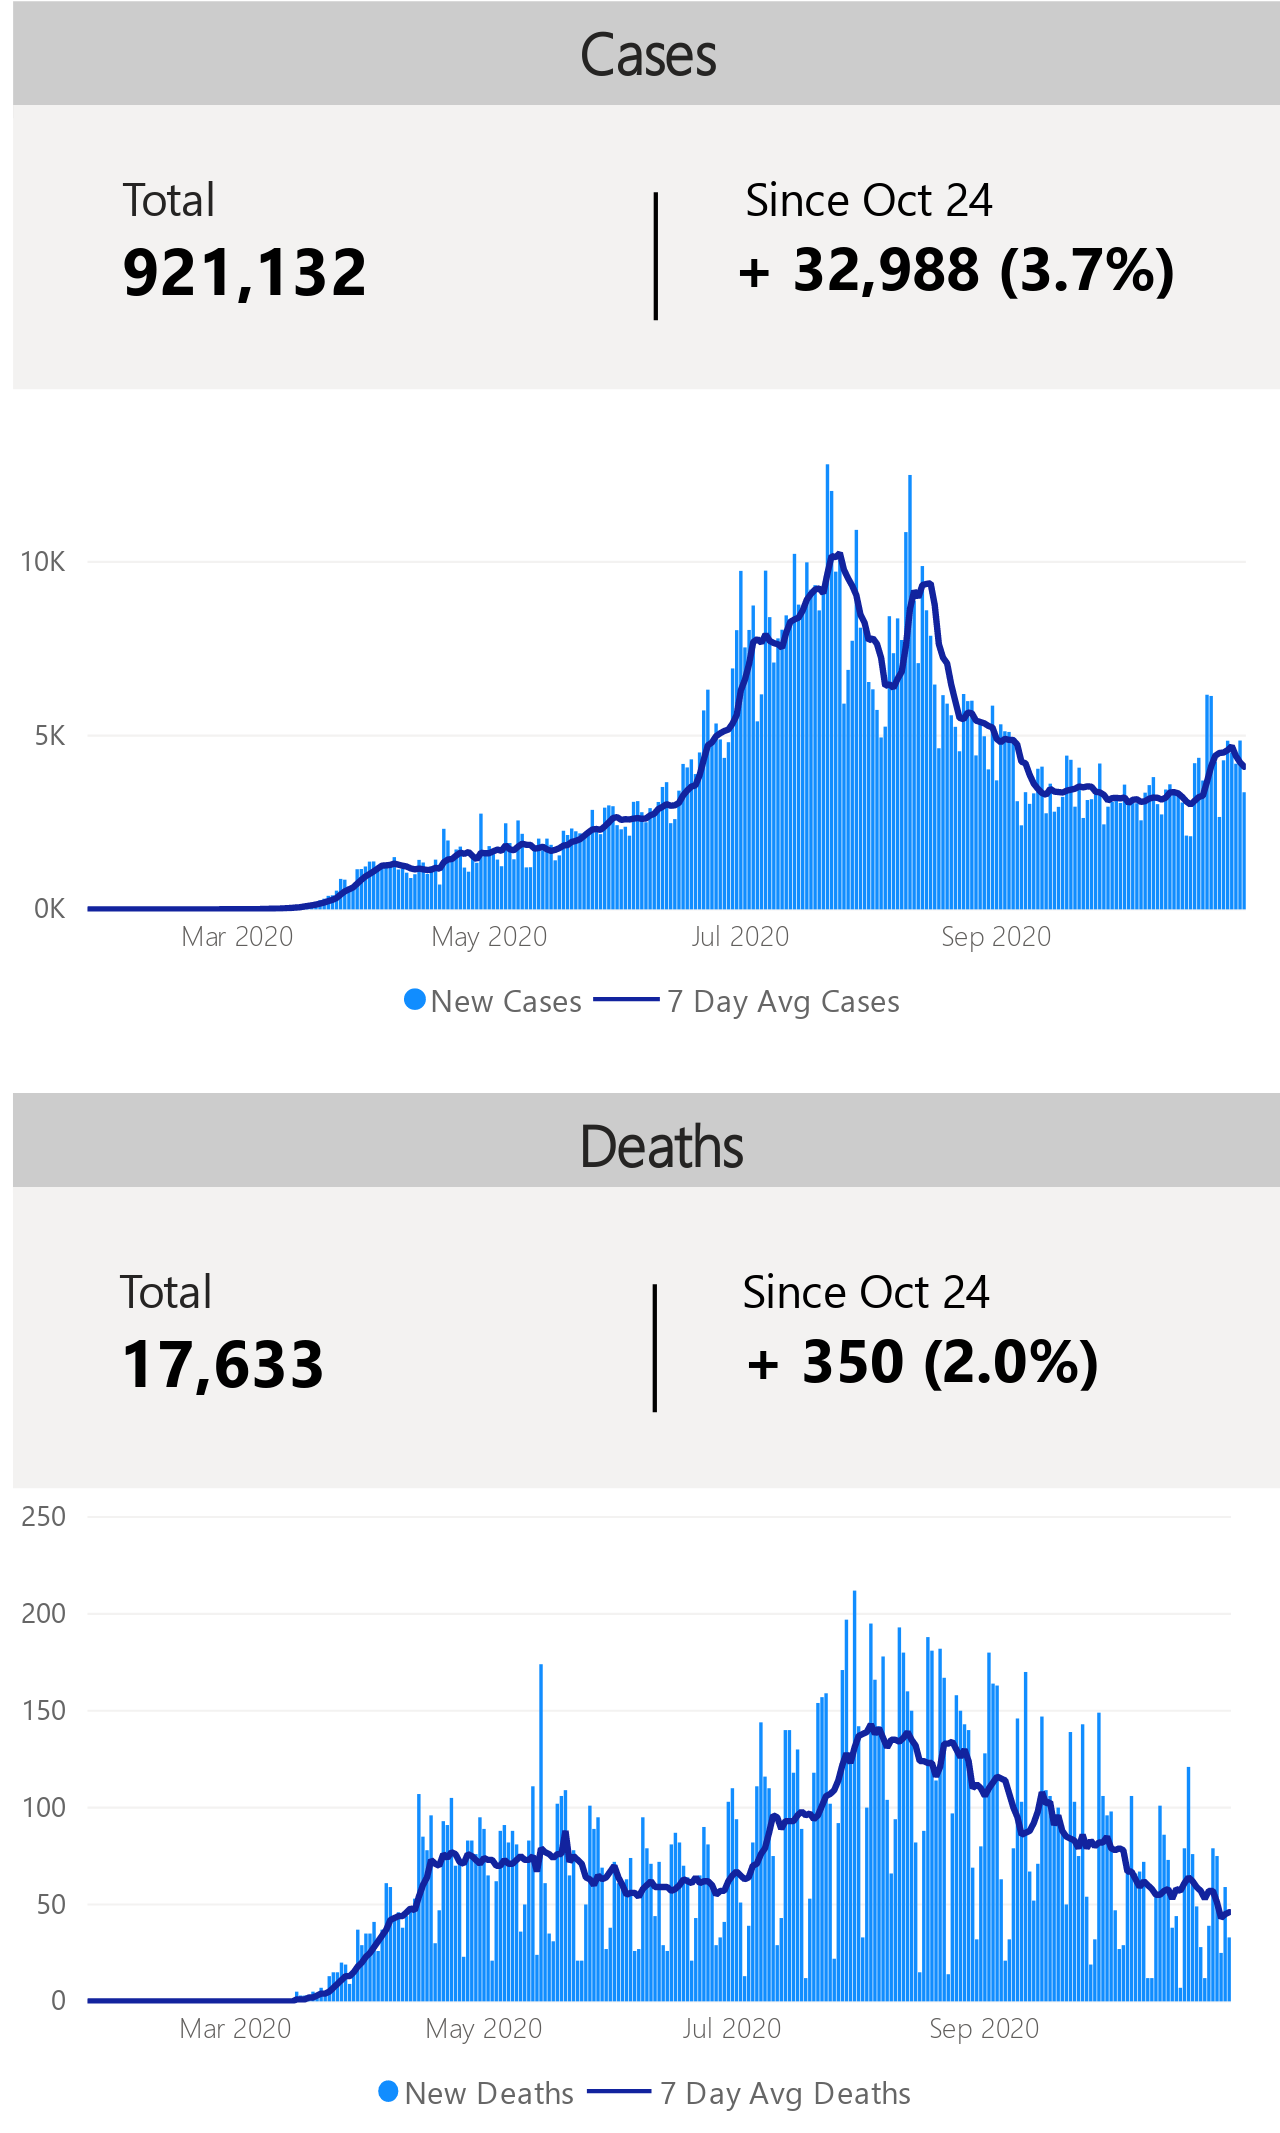 Cases
Total
Since Oct 24
921,132
+ 32,988 (3.7%)
10K
5K
0K
Mar 2020
May 2020
Jul 2020
Sep 2020
New Cases
7 Day Avg Cases
Deaths
Total
Since Oct 24
17,633
+ 350 (2.0%)
250
200
150
100
50
0
Mar 2020
May 2020
Jul 2020
Sep 2020
New Deaths
7 Day Avg Deaths